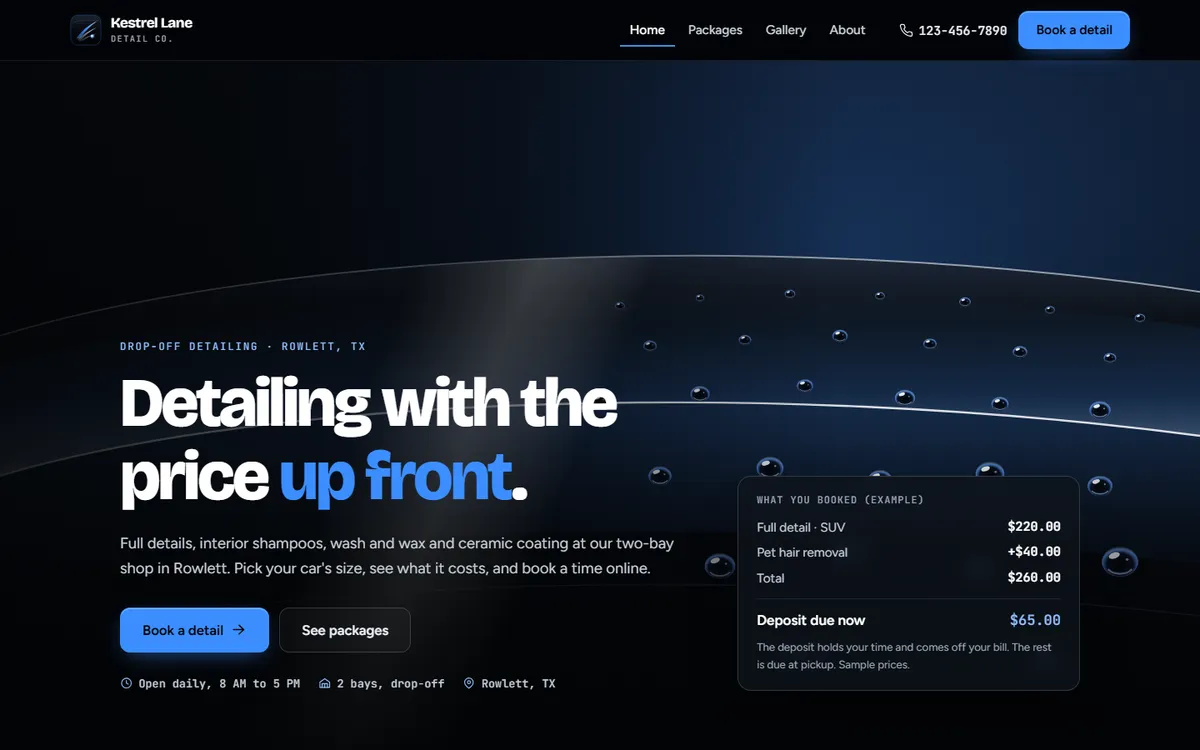 Kestrel Lane
DETAIL CO.
Home Packages Gallery About 123-456-7890 Book a detail
DROP-OFF DETAILING · ROWLETT, TX
Detailing with the
price up front.
Full details, interior shampoos, wash and wax and ceramic coating at our two-bay
shop in Rowlett. Pick your car's size, see what it costs, and book a time online.
Book a detail → See packages
Open daily, 8 AM to 5 PM 2 bays, drop-off Rowlett, TX
WHAT YOU BOOKED (EXAMPLE)
Full detail · SUV $220.00
Pet hair removal +$40.00
Total $260.00
Deposit due now $65.00
The deposit holds your time and comes off your bill. The rest
is due at pickup. Sample prices.